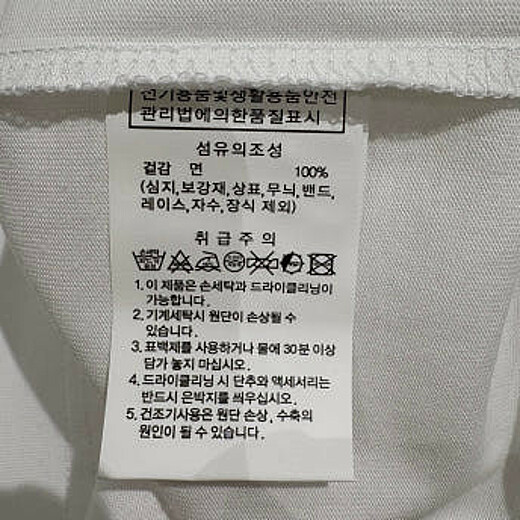 전기용품및생활용품안전
관리법에의한품질표시
섬유의조성
겉감 면 100%
(심지,보강재,상표,무늬,밴드,
레이스,자수,장식 제외)
취급주의
1. 이 제품은 손세탁과 드라이클리닝이
가능합니다.
2. 기계세탁시 원단이 손상될 수
있습니다.
3. 표백제를 사용하거나 물에 30분 이상
담가 놓지 마십시오.
4. 드라이클리닝 시 단추와 액세서리는
반드시 은박지를 씌우십시오.
5. 건조기사용은 원단 손상, 수축의
원인이 될 수 있습니다.